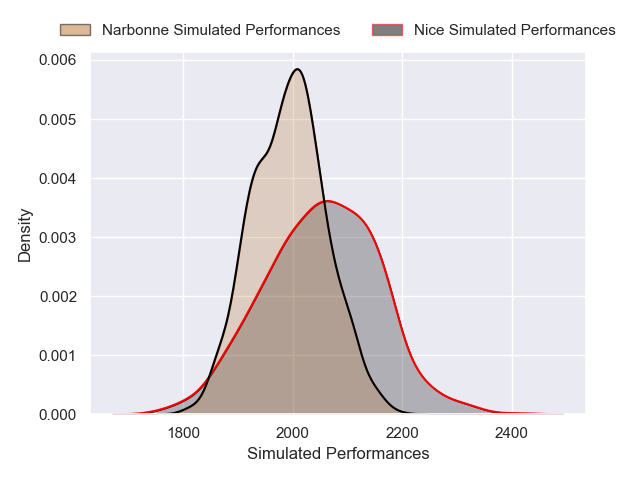 Narbonne Simulated Performances
Nice Simulated Performances
0.006
0.005
0.004
0.003
0.002
0.001
0.000
Density
1800
2000
2200
2400
Simulated Performances